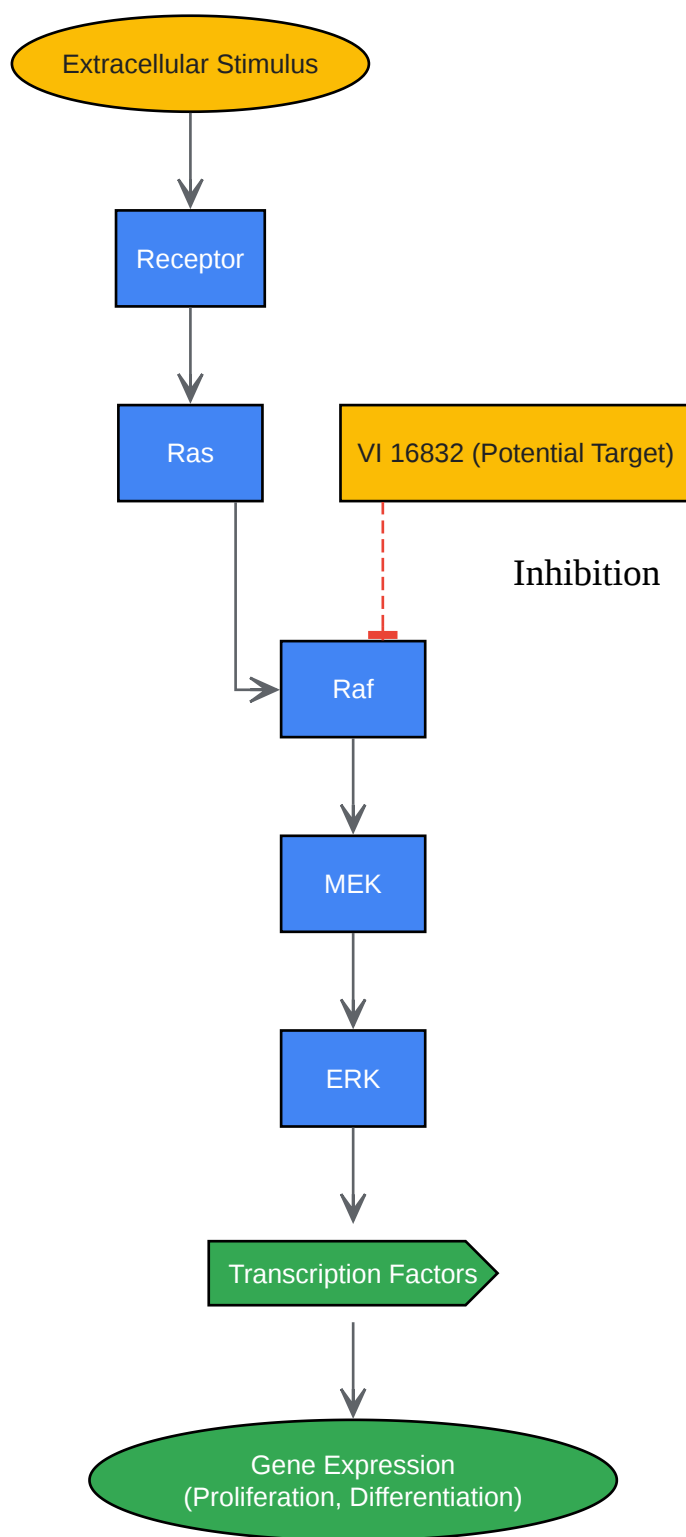 Extracellular Stimulus
Receptor
Ras
VI 16832 (Potential Target)
Inhibition
Raf
MEK
ERK
Transcription Factors
Gene Expression
(Proliferation, Differentiation)